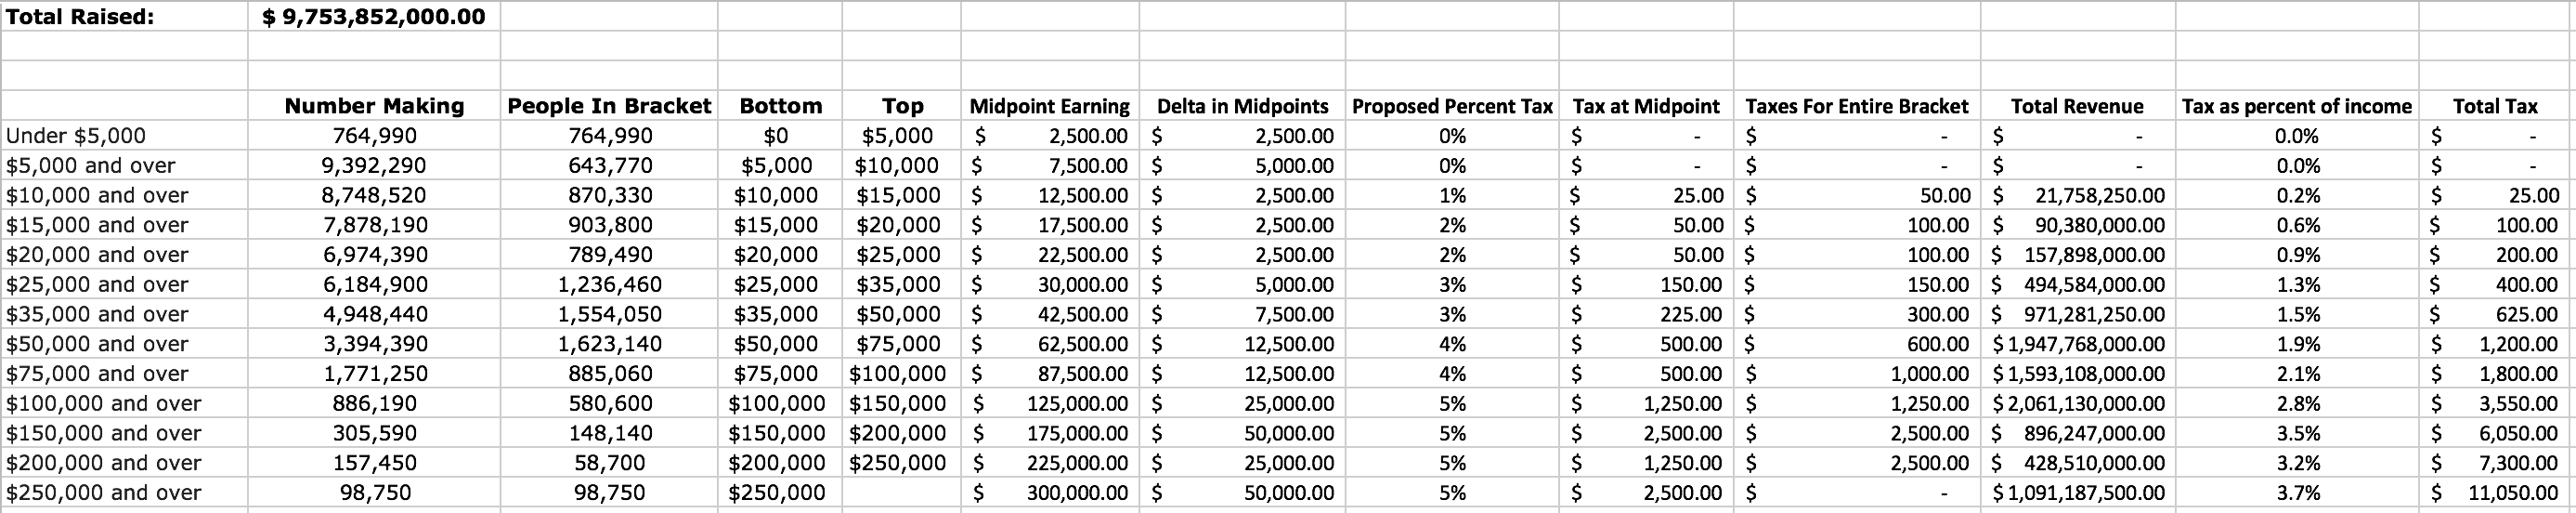 Total Raised: $ 9,753,852,000.00
Number Making People In Bracket Bottom Top Midpoint Earning Delta in Midpoints Proposed Percent Tax Tax at Midpoint Taxes For Entire Bracket Total Revenue Tax as percent of income Total Tax
Under $5,000 764,990 764,990 $0 $5,000 $ 2,500.00 $ 2,500.00 0% $ - $ - $ - 0.0% $ -
$5,000 and over 9,392,290 643,770 $5,000 $10,000 $ 7,500.00 $ 5,000.00 0% $ - $ - $ - 0.0% $ -
$10,000 and over 8,748,520 870,330 $10,000 $15,000 $ 12,500.00 $ 2,500.00 1% $ 25.00 $ 50.00 $ 21,758,250.00 0.2% $ 25.00
$15,000 and over 7,878,190 903,800 $15,000 $20,000 $ 17,500.00 $ 2,500.00 2% $ 50.00 $ 100.00 $ 90,380,000.00 0.6% $ 100.00
$20,000 and over 6,974,390 789,490 $20,000 $25,000 $ 22,500.00 $ 2,500.00 2% $ 50.00 $ 100.00 $ 157,898,000.00 0.9% $ 200.00
$25,000 and over 6,184,900 1,236,460 $25,000 $35,000 $ 30,000.00 $ 5,000.00 3% $ 150.00 $ 150.00 $ 494,584,000.00 1.3% $ 400.00
$35,000 and over 4,948,440 1,554,050 $35,000 $50,000 $ 42,500.00 $ 7,500.00 3% $ 225.00 $ 300.00 $ 971,281,250.00 1.5% $ 625.00
$50,000 and over 3,394,390 1,623,140 $50,000 $75,000 $ 62,500.00 $ 12,500.00 4% $ 500.00 $ 600.00 $ 1,947,768,000.00 1.9% $ 1,200.00
$75,000 and over 1,771,250 885,060 $75,000 $100,000 $ 87,500.00 $ 12,500.00 4% $ 500.00 $ 1,000.00 $ 1,593,108,000.00 2.1% $ 1,800.00
$100,000 and over 886,190 580,600 $100,000 $150,000 $ 125,000.00 $ 25,000.00 5% $ 1,250.00 $ 1,250.00 $ 2,061,130,000.00 2.8% $ 3,550.00
$150,000 and over 305,590 148,140 $150,000 $200,000 $ 175,000.00 $ 50,000.00 5% $ 2,500.00 $ 2,500.00 $ 896,247,000.00 3.5% $ 6,050.00
$200,000 and over 157,450 58,700 $200,000 $250,000 $ 225,000.00 $ 25,000.00 5% $ 1,250.00 $ 2,500.00 $ 428,510,000.00 3.2% $ 7,300.00
$250,000 and over 98,750 98,750 $250,000 $ 300,000.00 $ 50,000.00 5% $ 2,500.00 $ - $ 1,091,187,500.00 3.7% $ 11,050.00